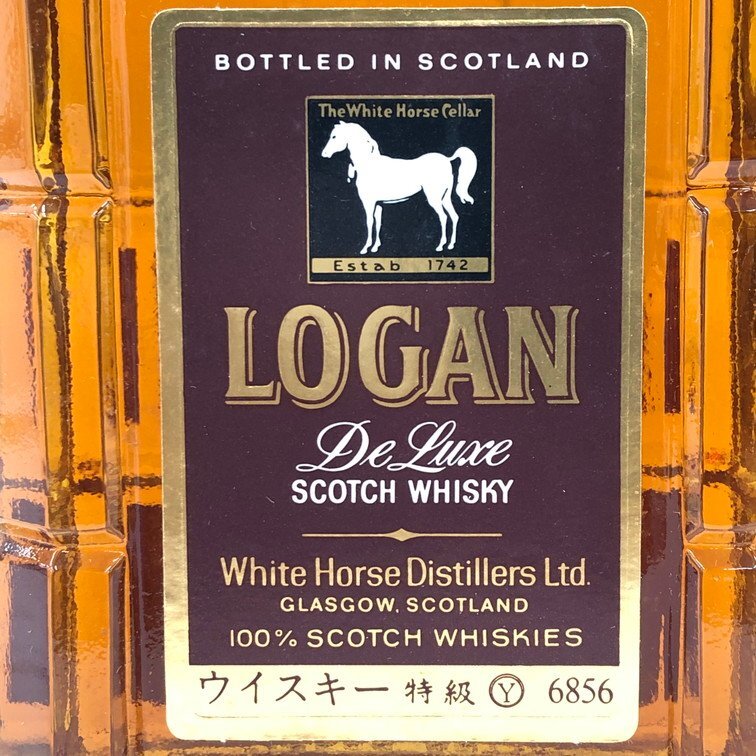 BOTTLED IN SCOTLAND
The White Horse Cellar
Estab 1742
LOGAN
De Luxe
SCOTCH WHISKY
White Horse Distillers Ltd.
GLASGOW, SCOTLAND
100% SCOTCH WHISKIES
ウイスキー 特級 Ⓨ 6856